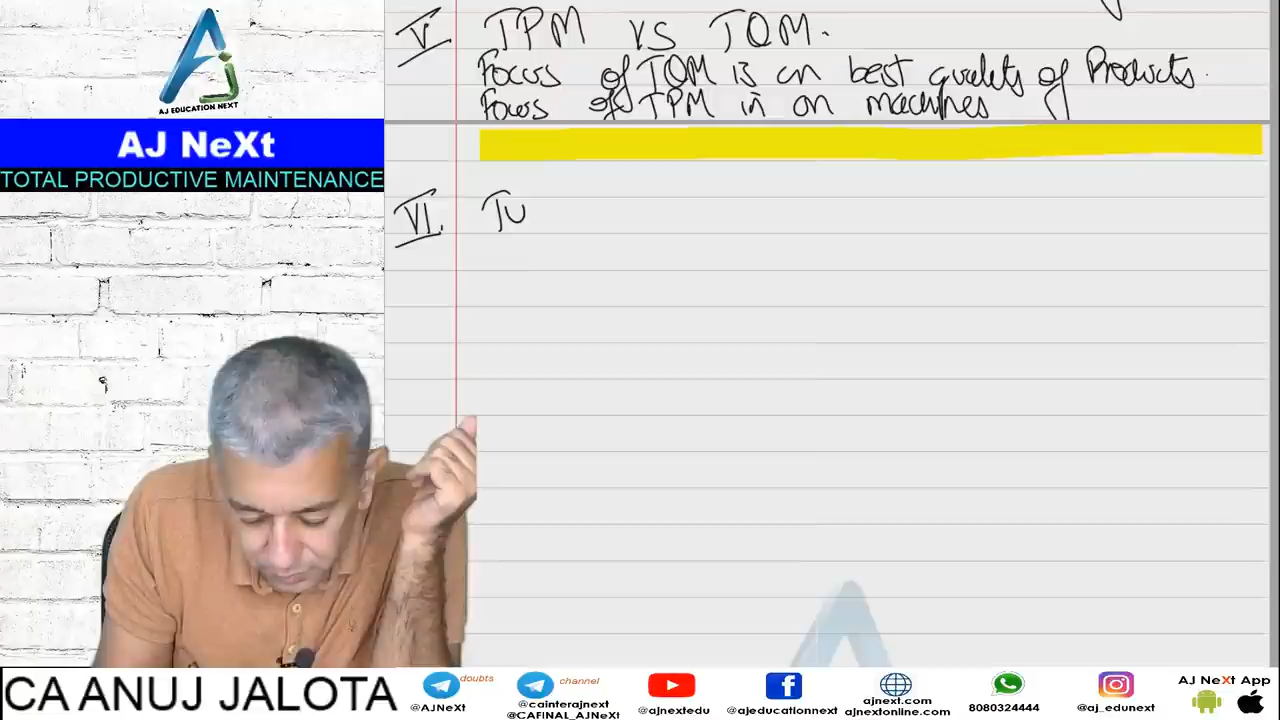 V. TPM VS TQM.
Focus of TQM is on best quality of Products.
Focus of TPM is on machines
VI. Tu
AJ EDUCATION NEXT
AJ NeXt
TOTAL PRODUCTIVE MAINTENANCE
CA ANUJ JALOTA
doubts
@AJNeXt
channel
@cainterajnext
@CAFINAL_AJNeXt
@ajnextedu
@ajeducationnext
ajnext.com
ajnextonline.com
8080324444
@aj_edunext
AJ NeXt App